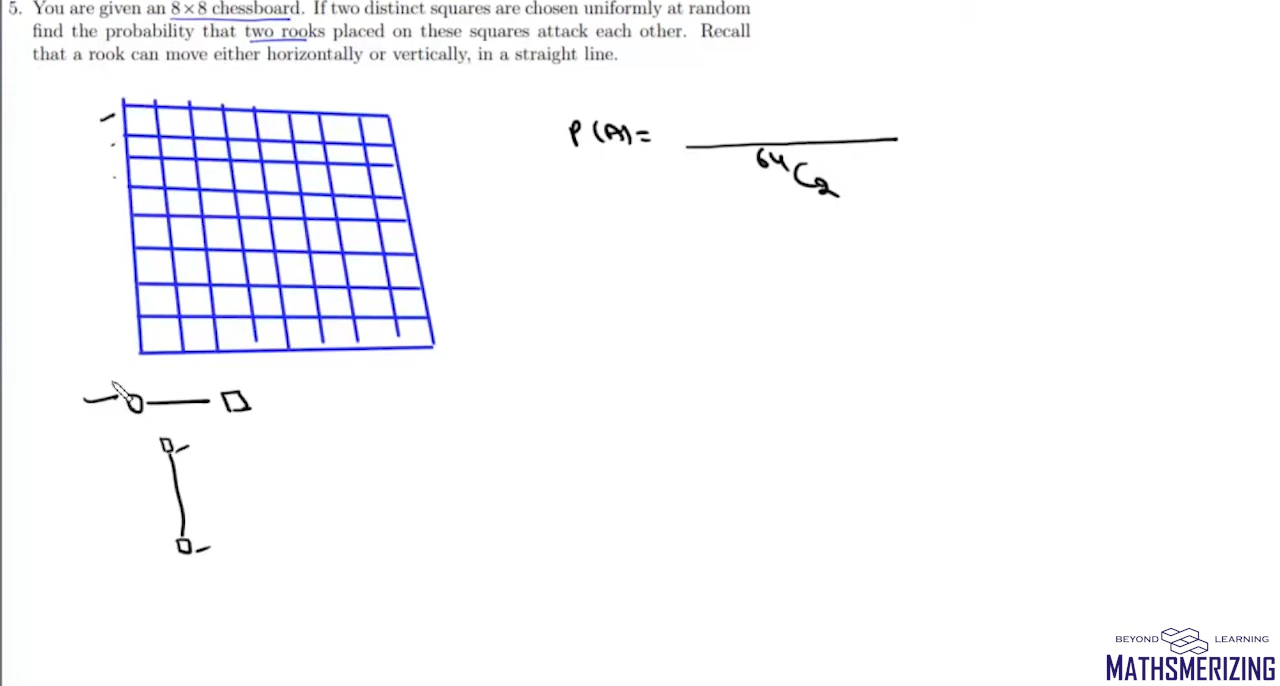 5. You are given an 8×8 chessboard. If two distinct squares are chosen uniformly at random
find the probability that two rooks placed on these squares attack each other. Recall
that a rook can move either horizontally or vertically, in a straight line.
P(A) =
64C2
BEYOND LEARNING
MATHSMERIZING